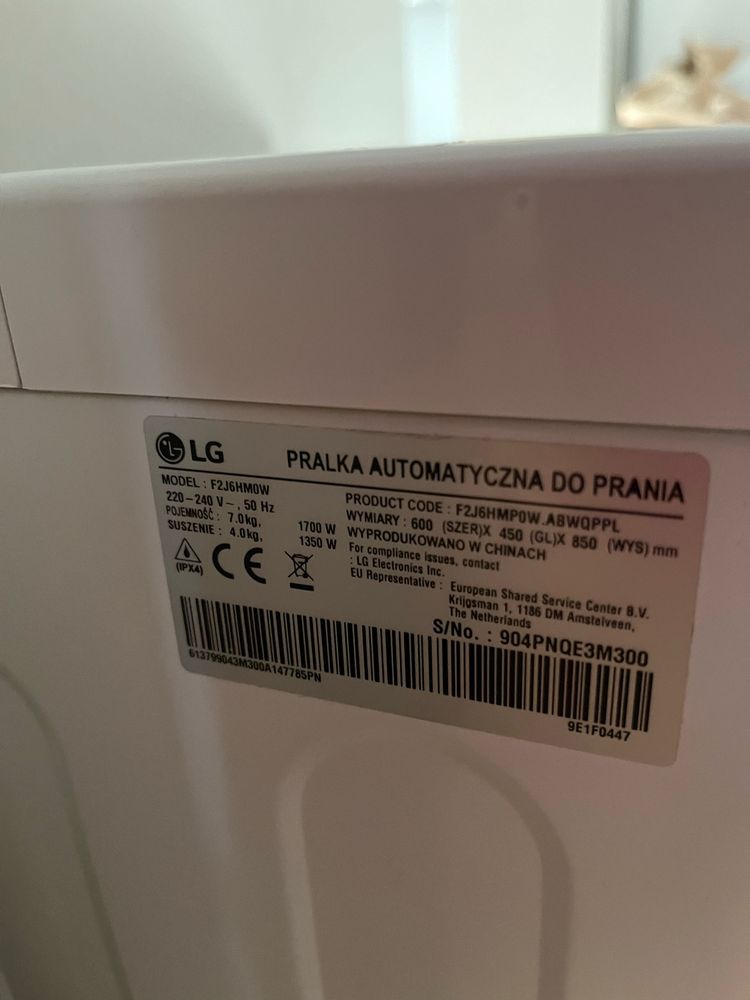 LG
PRALKA AUTOMATYCZNA DO PRANIA
MODEL : F2J6HM0W
220-240 V~, 50 Hz
POJEMNOŚĆ : 7.0kg, 1700 W
SUSZENIE : 4.0kg, 1350 W
(IPX4)
CE
PRODUCT CODE : F2J6HMP0W.ABWQPPL
WYMIARY : 600 (SZER)X 450 (GL)X 850 (WYS) mm
WYPRODUKOWANO W CHINACH
For compliance issues, contact
: LG Electronics Inc.
EU Representative : European Shared Service Center B.V.
Krijgsman 1, 1186 DM Amstelveen,
The Netherlands
S/No. : 904PNQE3M300
613799043M300A147785PN
9E1F0447